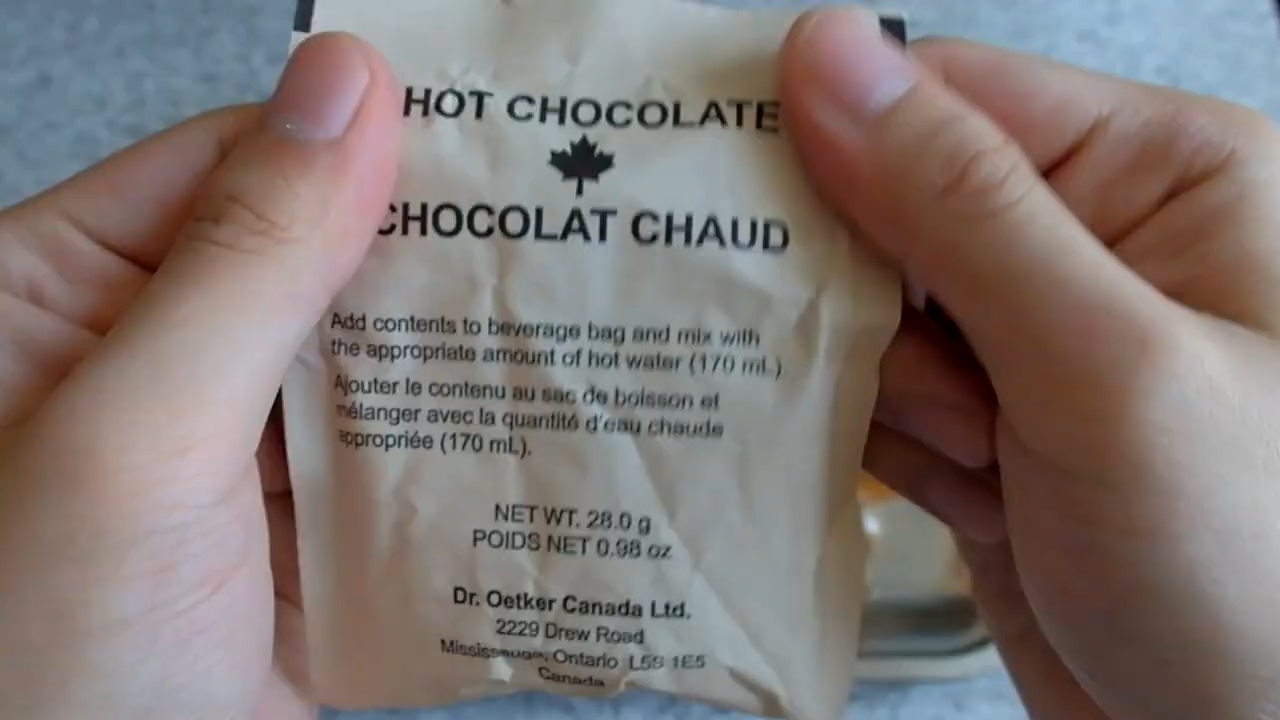 HOT CHOCOLATE
CHOCOLAT CHAUD
Add contents to beverage bag and mix with
the appropriate amount of hot water (170 mL).
Ajouter le contenu au sac de boisson et
mélanger avec la quantité d'eau chaude
appropriée (170 mL).
NET WT. 28.0 g
POIDS NET 0.98 oz
Dr. Oetker Canada Ltd.
2229 Drew Road
Mississauga, Ontario L5S 1E5
Canada